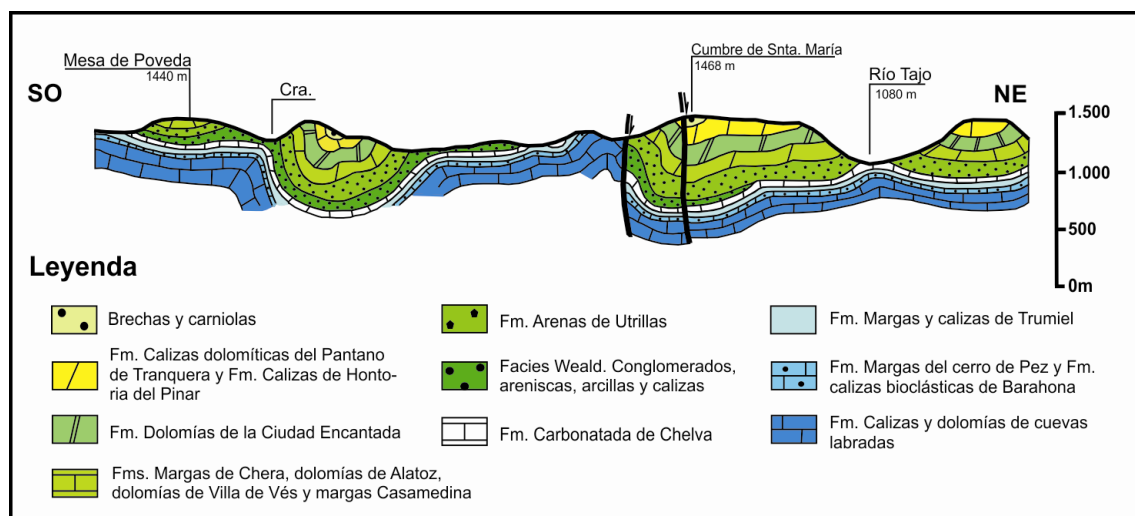 Mesa de Poveda
1440 m
Cumbre de Snta. María
1468 m
SO
Cra.
Río Tajo
1080 m
NE
1.500
1.000
500
0m
Leyenda
Brechas y carniolas
Fm. Calizas dolomíticas del Pantano
de Tranquera y Fm. Calizas de Honto-
ria del Pinar
Fm. Dolomías de la Ciudad Encantada
Fms. Margas de Chera, dolomías de Alatoz,
dolomías de Villa de Vés y margas Casamedina
Fm. Arenas de Utrillas
Facies Weald. Conglomerados,
areniscas, arcillas y calizas
Fm. Carbonatada de Chelva
Fm. Margas y calizas de Trumiel
Fm. Margas del cerro de Pez y Fm.
calizas bioclásticas de Barahona
Fm. Calizas y dolomías de cuevas
labradas